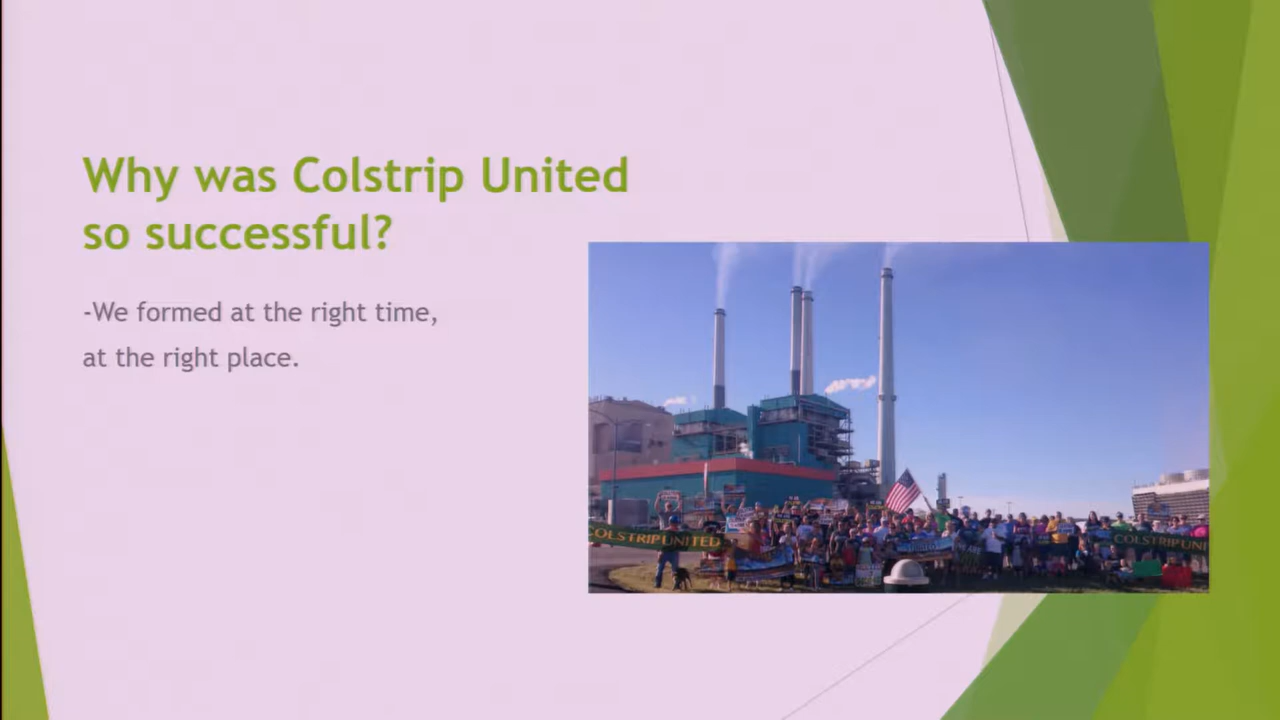 Why was Colstrip United
so successful?
-We formed at the right time,
at the right place.
COLSTRIP UNITED
COLSTRIP UNI